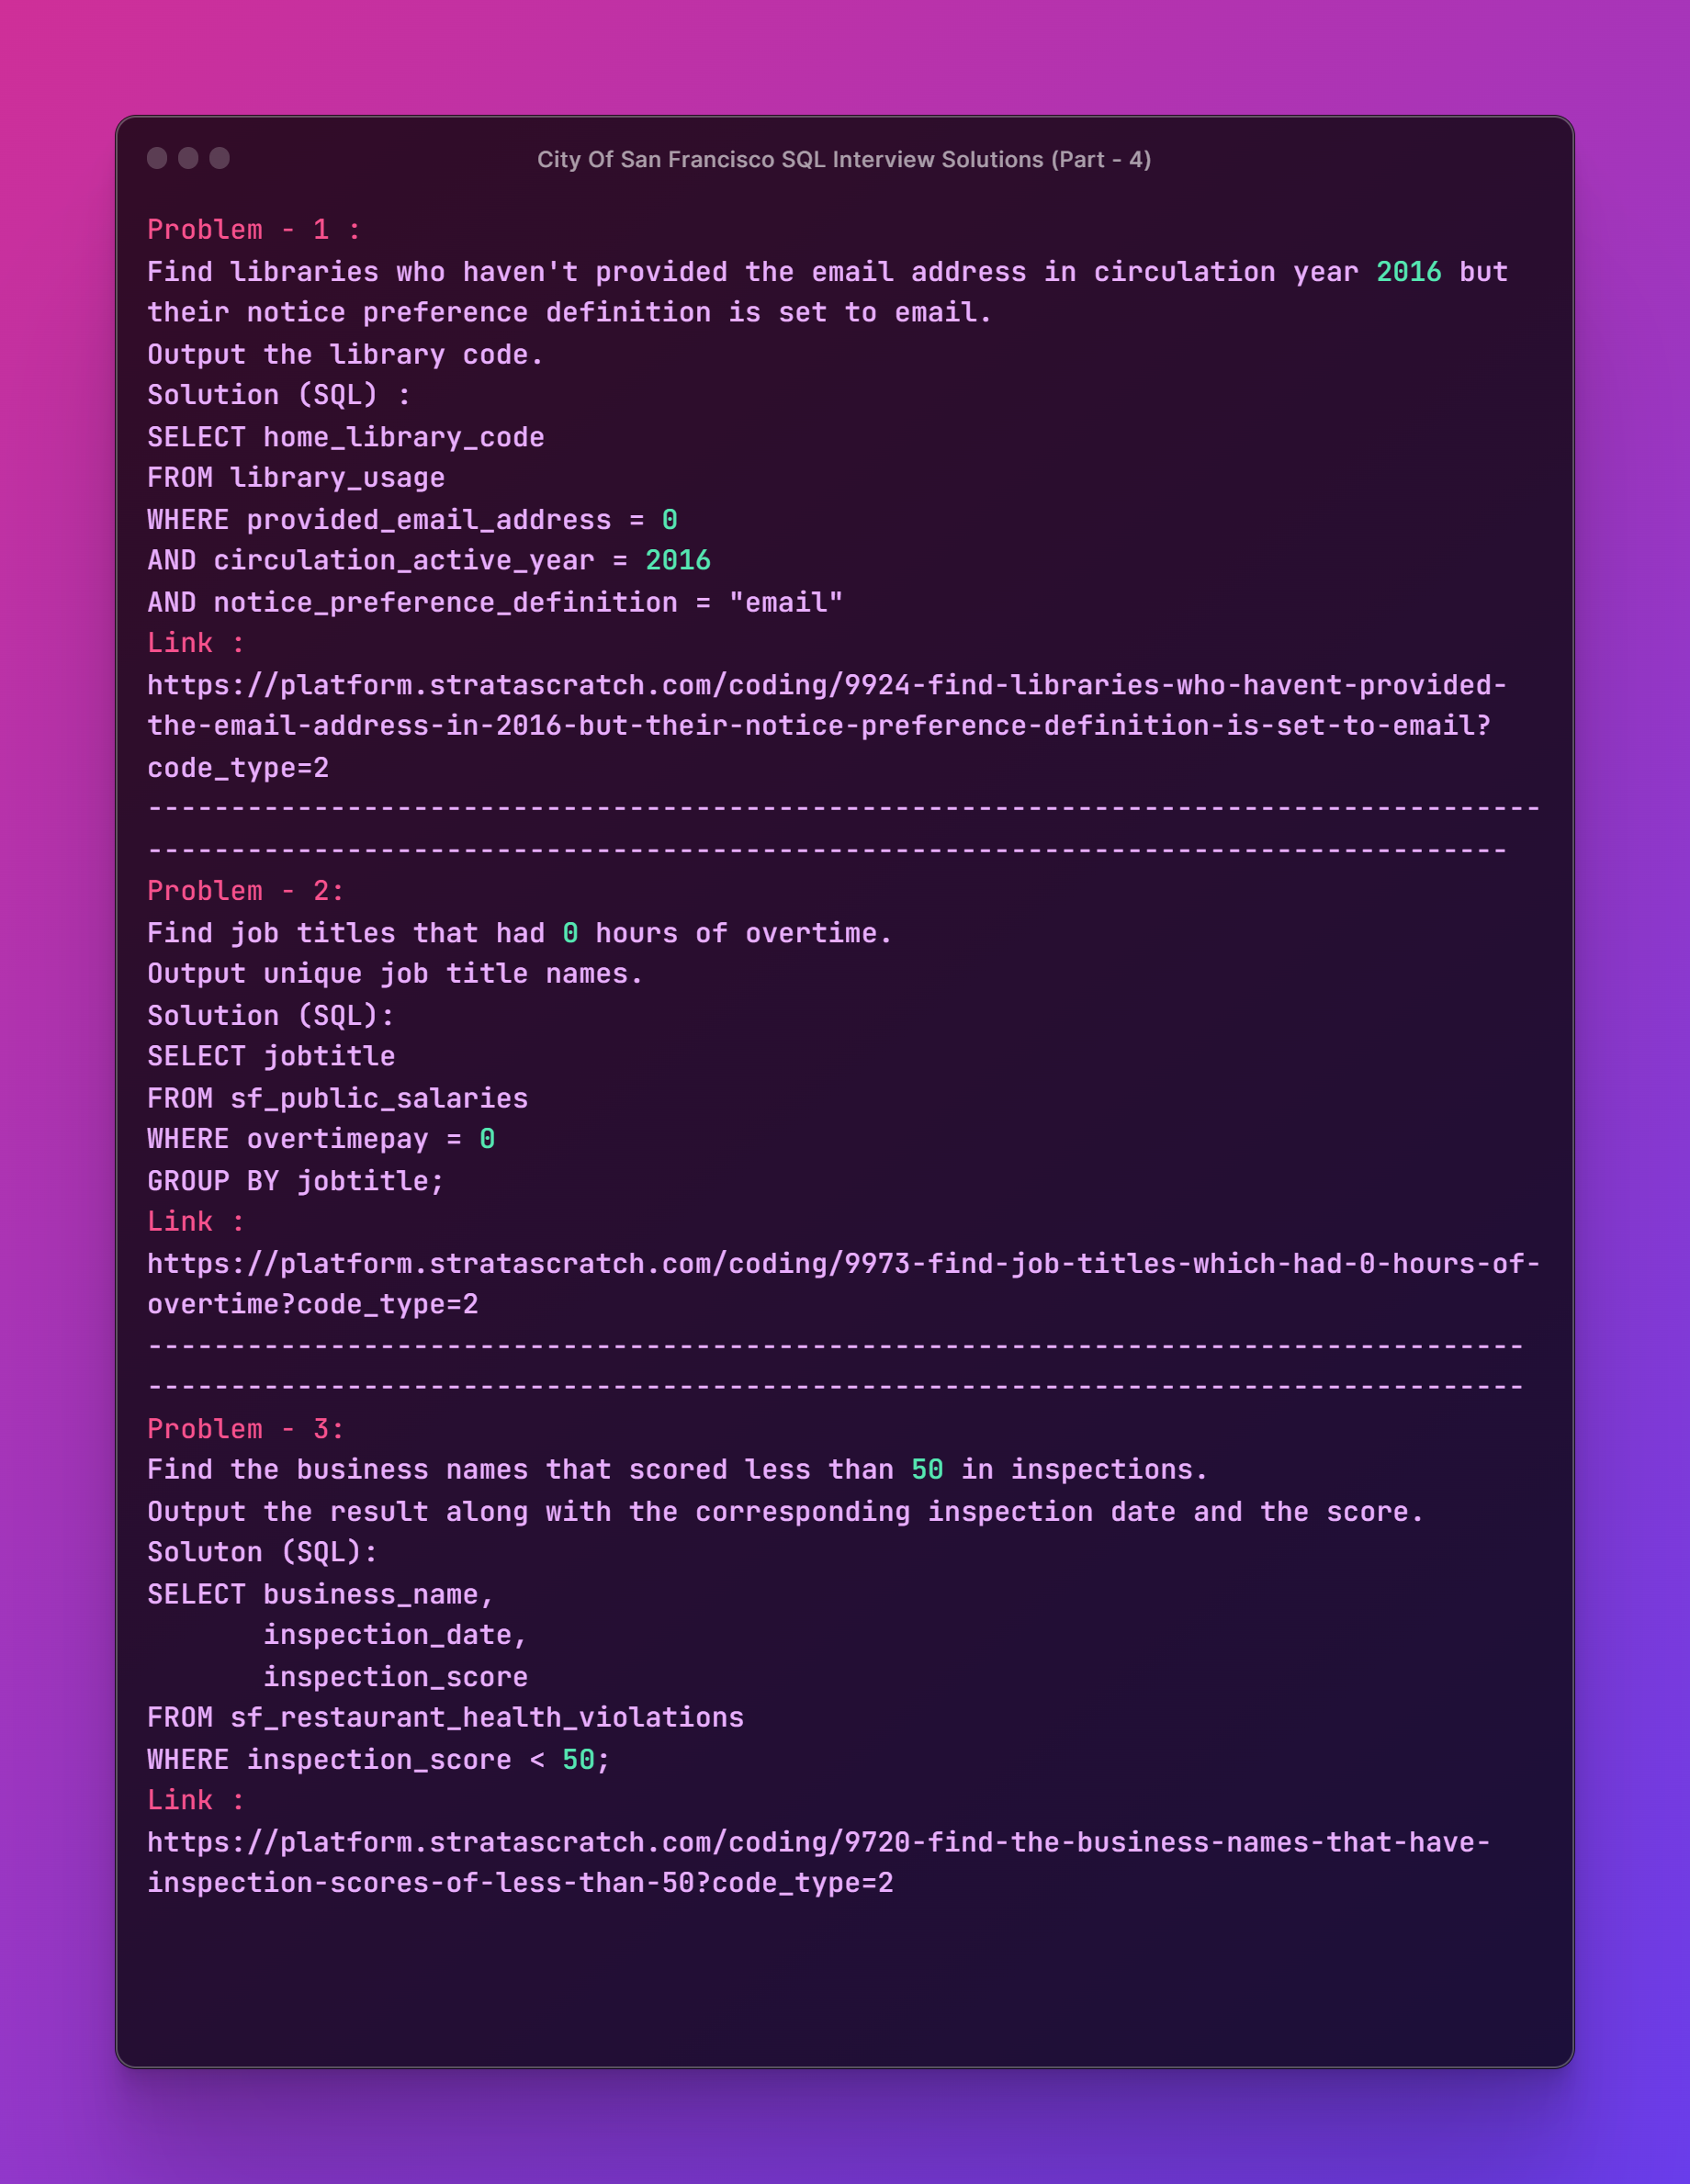 City Of San Francisco SQL Interview Solutions (Part - 4)
Problem - 1 :
Find libraries who haven't provided the email address in circulation year 2016 but
their notice preference definition is set to email.
Output the library code.
Solution (SQL) :
SELECT home_library_code
FROM library_usage
WHERE provided_email_address = 0
AND circulation_active_year = 2016
AND notice_preference_definition = "email"
Link :
https://platform.stratascratch.com/coding/9924-find-libraries-who-havent-provided-
the-email-address-in-2016-but-their-notice-preference-definition-is-set-to-email?
code_type=2
------------------------------------------------------------------------------------
----------------------------------------------------------------------------------
Problem - 2:
Find job titles that had 0 hours of overtime.
Output unique job title names.
Solution (SQL):
SELECT jobtitle
FROM sf_public_salaries
WHERE overtimepay = 0
GROUP BY jobtitle;
Link :
https://platform.stratascratch.com/coding/9973-find-job-titles-which-had-0-hours-of-
overtime?code_type=2
-----------------------------------------------------------------------------------
-----------------------------------------------------------------------------------
Problem - 3:
Find the business names that scored less than 50 in inspections.
Output the result along with the corresponding inspection date and the score.
Soluton (SQL):
SELECT business_name,
       inspection_date,
       inspection_score
FROM sf_restaurant_health_violations
WHERE inspection_score < 50;
Link :
https://platform.stratascratch.com/coding/9720-find-the-business-names-that-have-
inspection-scores-of-less-than-50?code_type=2